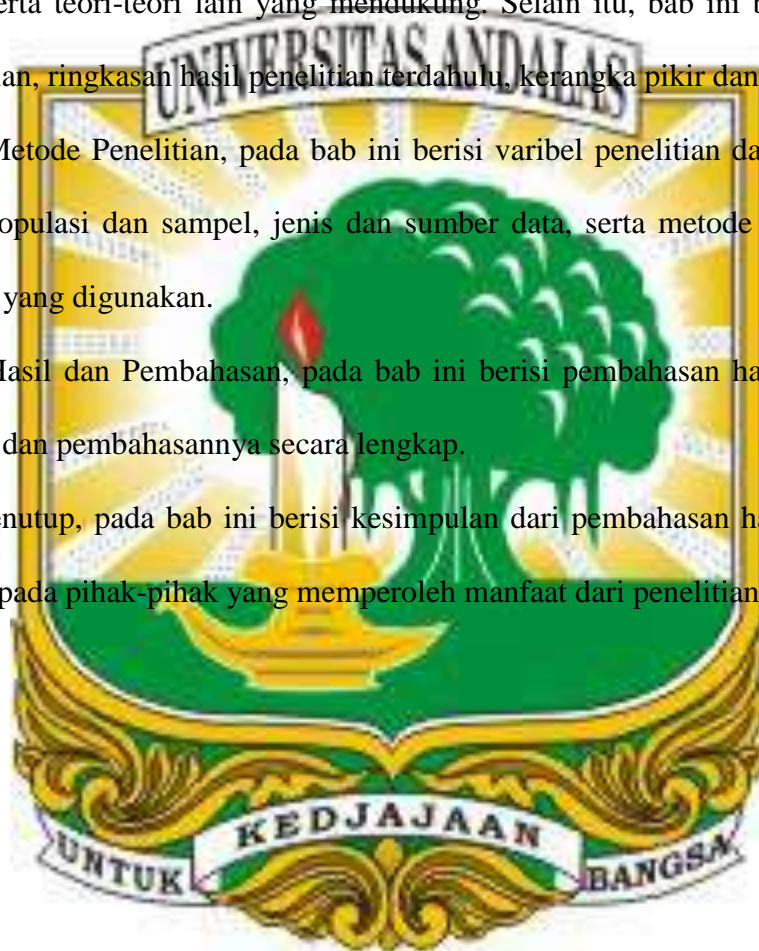 erta teori-teori lain yang mendukung. Selain itu, bab ini b
UNIVERSITAS ANDALAS
an, ringkasan hasil penelitian terdahulu, kerangka pikir dan
Metode Penelitian, pada bab ini berisi varibel penelitian da
opulasi dan sampel, jenis dan sumber data, serta metode
yang digunakan.
Hasil dan Pembahasan, pada bab ini berisi pembahasan ha
dan pembahasannya secara lengkap.
enutup, pada bab ini berisi kesimpulan dari pembahasan ha
pada pihak-pihak yang memperoleh manfaat dari penelitian
UNTUK KEDJAJAAN BANGSA